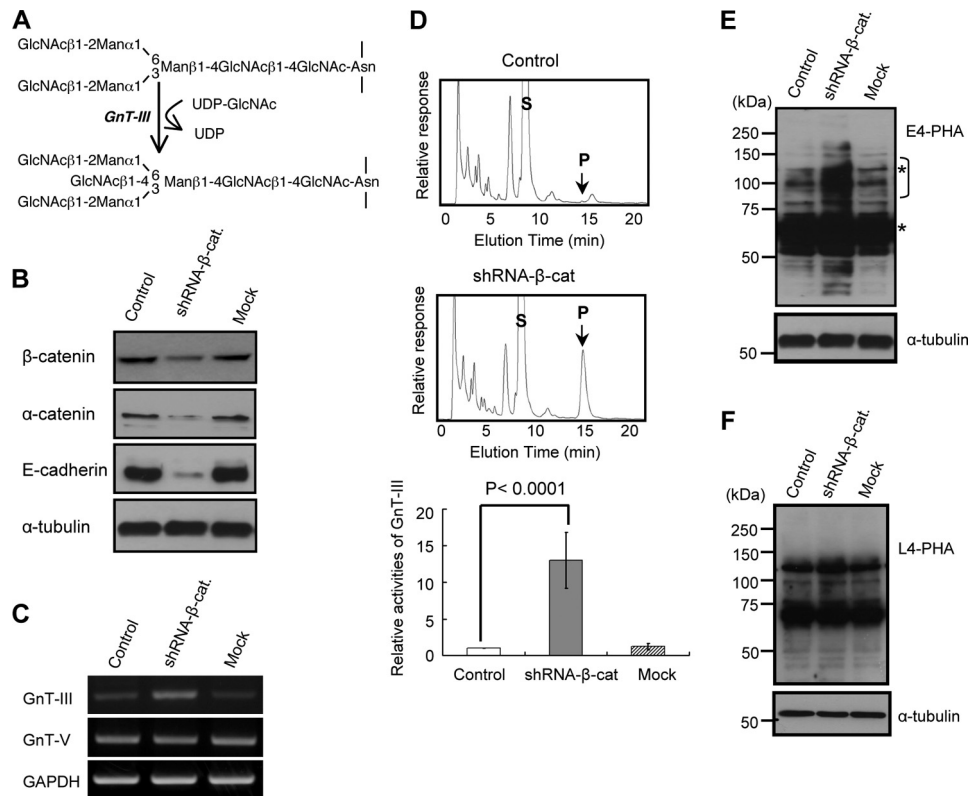 A
GlcNAcβ1-2Manα1
6
3
Manβ1-4GlcNAcβ1-4GlcNAc-Asn
GlcNAcβ1-2Manα1
GnT-III
UDP-GlcNAc
UDP
GlcNAcβ1-2Manα1
GlcNAcβ1-4
6
3
Manβ1-4GlcNAcβ1-4GlcNAc-Asn
GlcNAcβ1-2Manα1
B
Control
shRNA-β-cat.
Mock
β-catenin
α-catenin
E-cadherin
α-tubulin
C
Control
shRNA-β-cat.
Mock
GnT-III
GnT-V
GAPDH
D
Control
Relative response
S
P
0 5 10 15 20
Elution Time (min)
shRNA-β-cat
Relative response
S
P
0 5 10 15 20
Elution Time (min)
P< 0.0001
Relative activities of GnT-III
20
15
10
5
0
Control shRNA-β-cat Mock
E
Control
shRNA-β-cat.
Mock
(kDa)
E4-PHA
250
150
100
75
50
*
*
50
α-tubulin
F
Control
shRNA-β-cat.
Mock
(kDa)
L4-PHA
250
150
100
75
50
50
α-tubulin